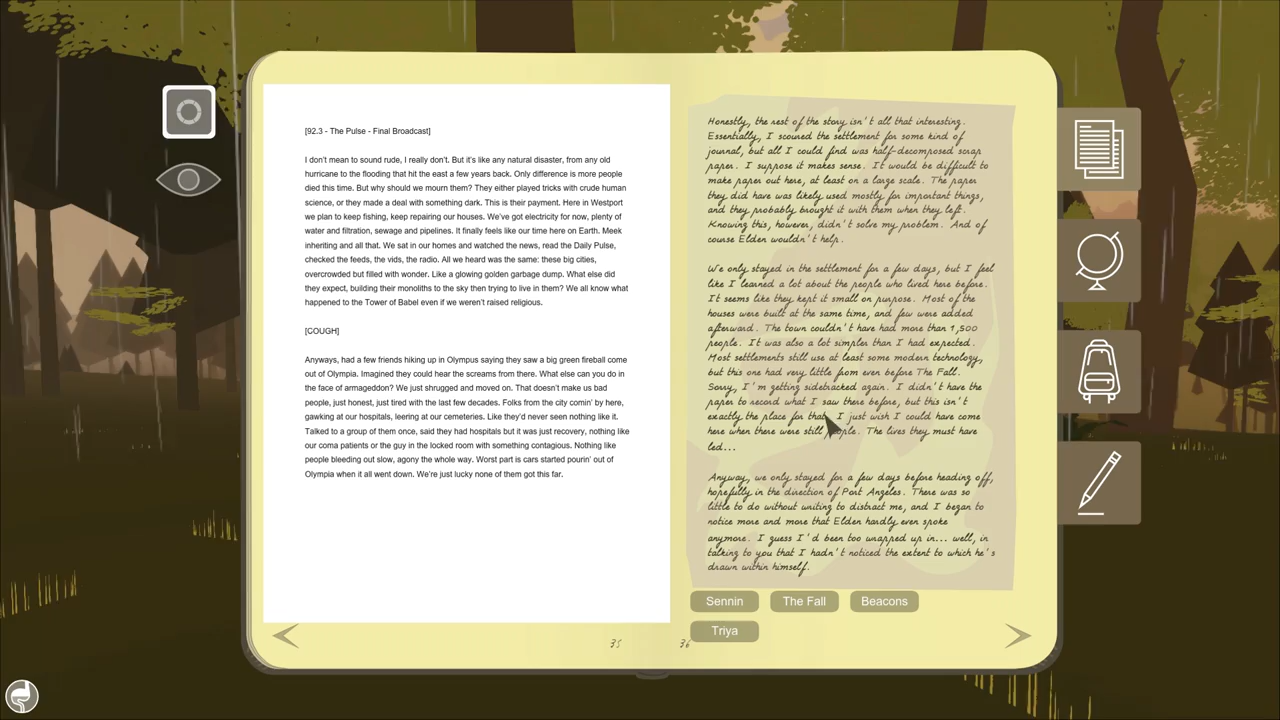 [92.3 - The Pulse - Final Broadcast]
I don't mean to sound rude, I really don't. But it's like any natural disaster, from any old
hurricane to the flooding that hit the east a few years back. Only difference is more people
died this time. But why should we mourn them? They either played tricks with crude human
science, or they made a deal with something dark. This is their payment. Here in Westport
we plan to keep fishing, keep repairing our houses. We've got electricity for now, plenty of
water and filtration, sewage and pipelines. It finally feels like our time here on Earth. Meek
inheriting and all that. We sat in our homes and watched the news, read the Daily Pulse,
checked the feeds, the vids, the radio. All we heard was the same: these big cities,
overcrowded but filled with wonder. Like a glowing golden garbage dump. What else did
they expect, building their monoliths to the sky then trying to live in them? We all know what
happened to the Tower of Babel even if we weren't raised religious.
[COUGH]
Anyways, had a few friends hiking up in Olympus saying they saw a big green fireball come
out of Olympia. Imagined they could hear the screams from there. What else can you do in
the face of armageddon? We just shrugged and moved on. That doesn't make us bad
people, just honest, just tired with the last few decades. Folks from the city comin' by here,
gawking at our hospitals, leering at our cemeteries. Like they'd never seen nothing like it.
Talked to a group of them once, said they had hospitals but it was just recovery, nothing like
our coma patients or the guy in the locked room with something contagious. Nothing like
people bleeding out slow, agony the whole way. Worst part is cars started pourin' out of
Olympia when it all went down. We're just lucky none of them got this far.
35
Honestly, the rest of the story isn't all that interesting.
Essentially, I scoured the settlement for some kind of
journal, but all I could find was half-decomposed scrap
paper. I suppose it makes sense. It would be difficult to
make paper out here, at least on a large scale. The paper
they did have was likely used mostly for important things,
and they probably brought it with them when they left.
Knowing this, however, didn't solve my problem. And of
course Elden wouldn't help.
We only stayed in the settlement for a few days, but I feel
like I learned a lot about the people who lived here before.
It seems like they kept it small on purpose. Most of the
houses were built at the same time, and few were added
afterward. The town couldn't have had more than 1,500
people. It was also a lot simpler than I had expected.
Most settlements still use at least some modern technology,
but this one had very little from even before The Fall.
Sorry, I'm getting sidetracked again. I didn't have the
paper to record what I saw there before, but this isn't
exactly the place for that. I just wish I could have come
here when there were still people. The lives they must have
led...
Anyway, we only stayed for a few days before heading off,
hopefully in the direction of Port Angeles. There was so
little to do without writing to distract me, and I began to
notice more and more that Elden hardly even spoke
anymore. I guess I'd been too wrapped up in... well, in
talking to you that I hadn't noticed the extent to which he's
drawn within himself.
Sennin The Fall Beacons
Triya
36